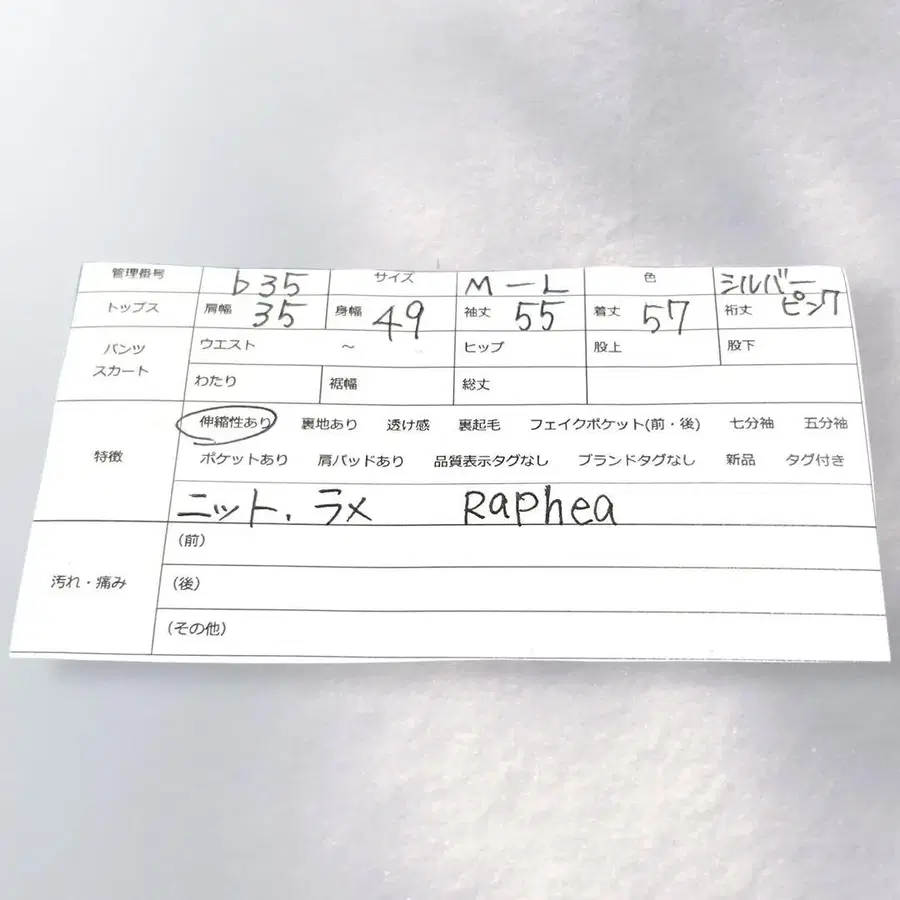 管理番号 b35 サイズ M－L 色 シルバーピンク
トップス 肩幅 35 身幅 49 袖丈 55 着丈 57 裄丈
パンツ スカート ウエスト ～ ヒップ 股上 股下
わたり 裾幅 総丈
特徴 伸縮性あり 裏地あり 透け感 裏起毛 フェイクポケット(前・後) 七分袖 五分袖
ポケットあり 肩パッドあり 品質表示タグなし ブランドタグなし 新品 タグ付き
ニット、ラメ Raphea
汚れ・痛み (前)
(後)
(その他)